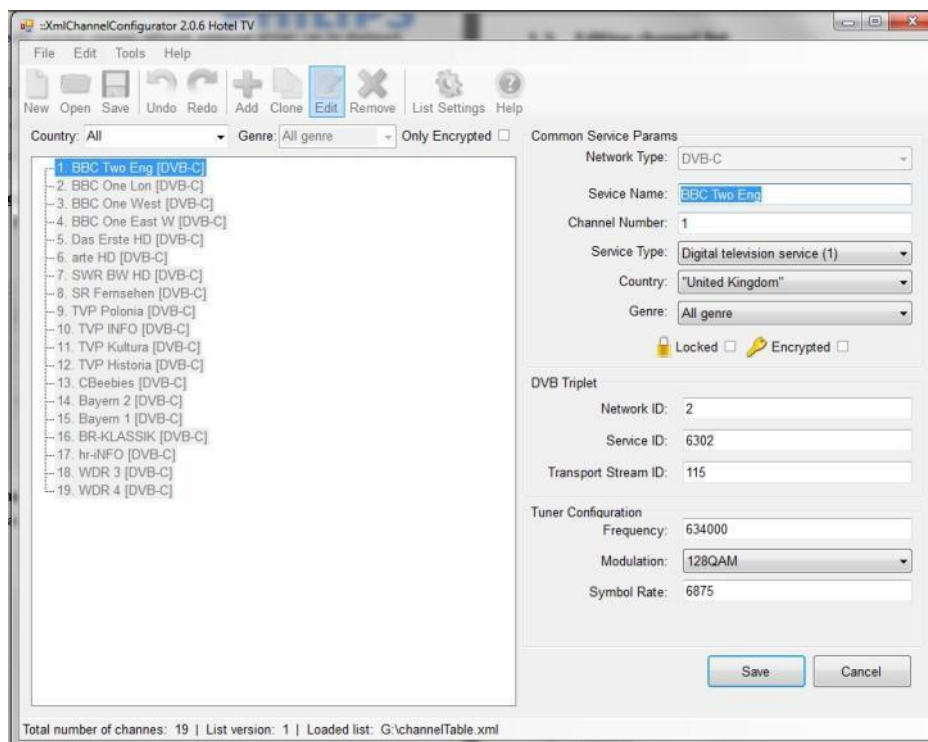 ::XmlChannelConfigurator 2.0.6 Hotel TV
File Edit Tools Help
New Open Save Undo Redo Add Clone Edit Remove List Settings Help
Country: All Genre: All genre Only Encrypted
1. BBC Two Eng [DVB-C]
2. BBC One Lon [DVB-C]
3. BBC One West [DVB-C]
4. BBC One East W [DVB-C]
5. Das Erste HD [DVB-C]
6. arte HD [DVB-C]
7. SWR BW HD [DVB-C]
8. SR Fernsehen [DVB-C]
9. TVP Polonia [DVB-C]
10. TVP INFO [DVB-C]
11. TVP Kultura [DVB-C]
12. TVP Historia [DVB-C]
13. CBeebies [DVB-C]
14. Bayern 2 [DVB-C]
15. Bayern 1 [DVB-C]
16. BR-KLASSIK [DVB-C]
17. hr-iNFO [DVB-C]
18. WDR 3 [DVB-C]
19. WDR 4 [DVB-C]
Common Service Params
Network Type: DVB-C
Sevice Name: BBC Two Eng
Channel Number: 1
Service Type: Digital television service (1)
Country: "United Kingdom"
Genre: All genre
Locked Encrypted
DVB Triplet
Network ID: 2
Service ID: 6302
Transport Stream ID: 115
Tuner Configuration
Frequency: 634000
Modulation: 128QAM
Symbol Rate: 6875
Save Cancel
Total number of channes: 19 | List version: 1 | Loaded list: G:\channelTable.xml